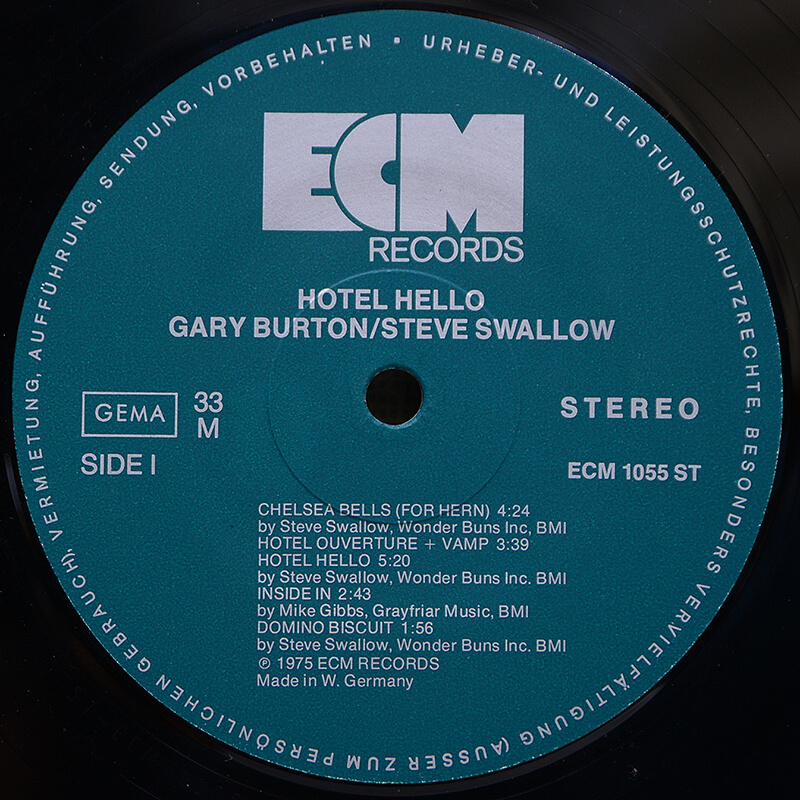 URHEBER- UND LEISTUNGSSCHUTZRECHTE, BESONDERS VERVIELFÄLTIGUNG (AUSSER ZUM PERSÖNLICHEN GEBRAUCH), VERMIETUNG, AUFFÜHRUNG, SENDUNG, VORBEHALTEN •
ECM
RECORDS
HOTEL HELLO
GARY BURTON/STEVE SWALLOW
GEMA
33
M
STEREO
SIDE I
ECM 1055 ST
CHELSEA BELLS (FOR HERN) 4:24
by Steve Swallow, Wonder Buns Inc, BMI
HOTEL OUVERTURE + VAMP 3:39
HOTEL HELLO 5:20
by Steve Swallow, Wonder Buns Inc. BMI
INSIDE IN 2:43
by Mike Gibbs, Grayfriar Music, BMI
DOMINO BISCUIT 1:56
by Steve Swallow, Wonder Buns Inc. BMI
℗ 1975 ECM RECORDS
Made in W. Germany